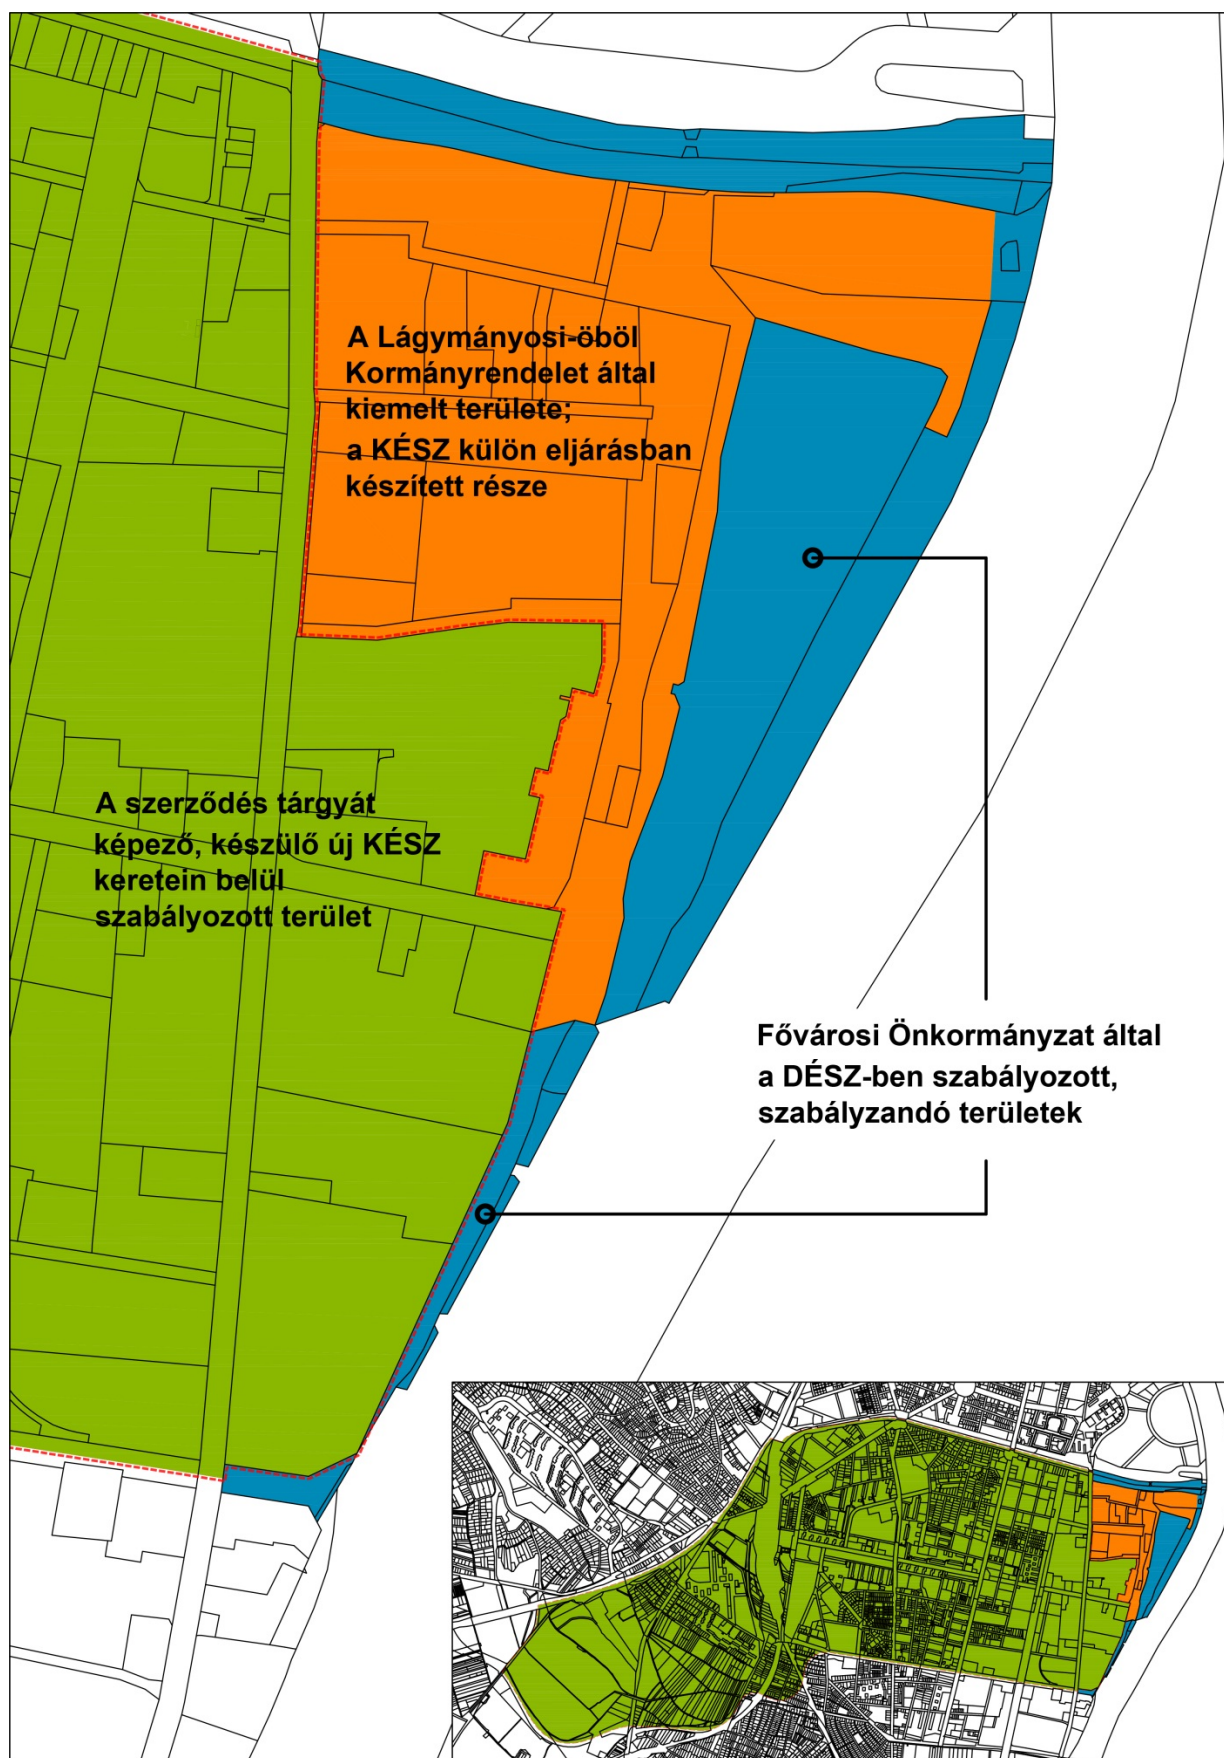 A Lágymányosi-öböl
Kormányrendelet által
kiemelt területe;
a KÉSZ külön eljárásban
készített része
A szerződés tárgyát
képező, készülő új KÉSZ
keretein belül
szabályozott terület
Fővárosi Önkormányzat által
a DÉSZ-ben szabályozott,
szabályzandó területek